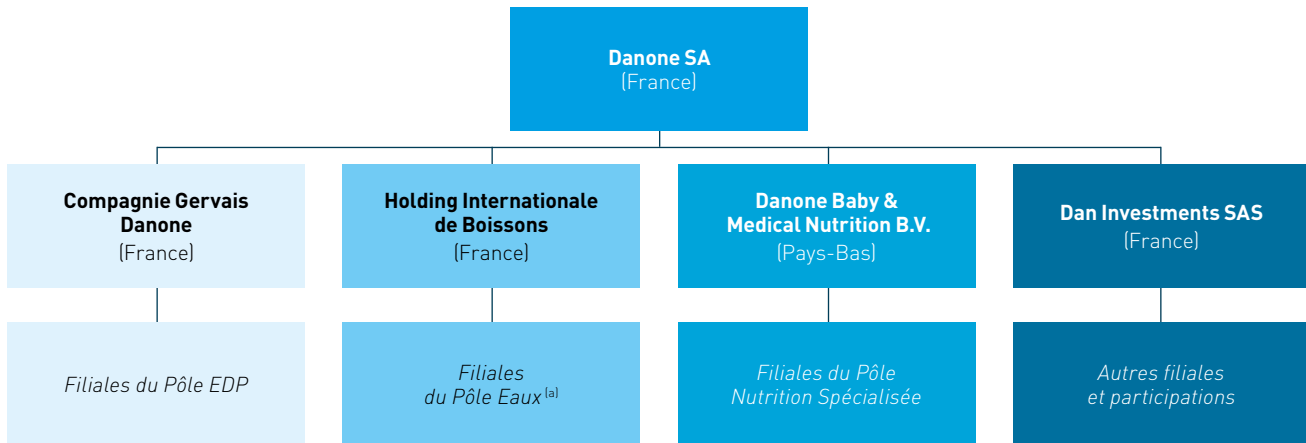 Danone SA
(France)
Compagnie Gervais
Danone
(France)
Holding Internationale
de Boissons
(France)
Danone Baby &
Medical Nutrition B.V.
(Pays-Bas)
Dan Investments SAS
(France)
Filiales du Pôle EDP
Filiales
du Pôle Eaux (a)
Filiales du Pôle
Nutrition Spécialisée
Autres filiales
et participations